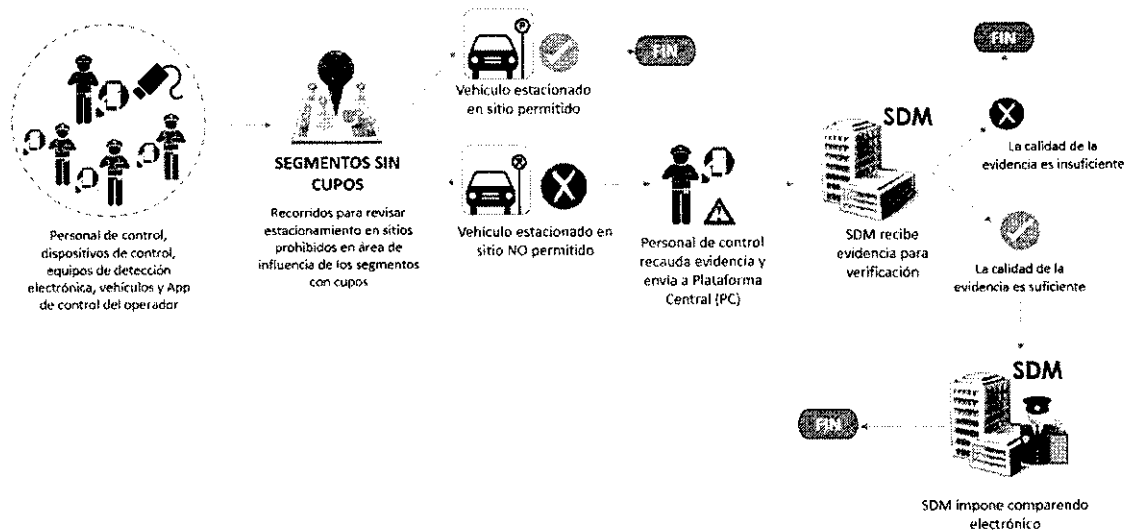 Personal de control,
dispositivos de control,
equipos de detección
electrónica, vehículos y App
de control del operador
SEGMENTOS SIN
CUPOS
Recorridos para revisar
estacionamiento en sitios
prohibidos en área de
influencia de los segmentos
con cupos
Vehículo estacionado
en sitio permitido
FIN
Vehículo estacionado en
sitio NO permitido
Personal de control
recauda evidencia y
envía a Plataforma
Central (PC)
SDM
SDM recibe
evidencia para
verificación
FIN
La calidad de la
evidencia es insuficiente
La calidad de la
evidencia es suficiente
SDM
FIN
SDM impone comparendo
electrónico